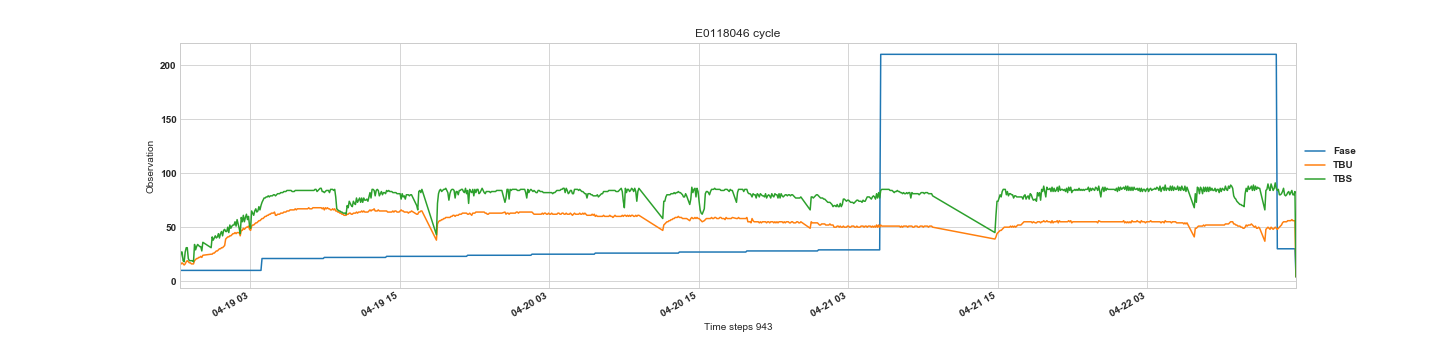 E0118046 cycle
Observation
200
150
100
50
0
Fase
TBU
TBS
04-19 03
04-19 15
04-20 03
04-20 15
04-21 03
04-21 15
04-22 03
Time steps 943